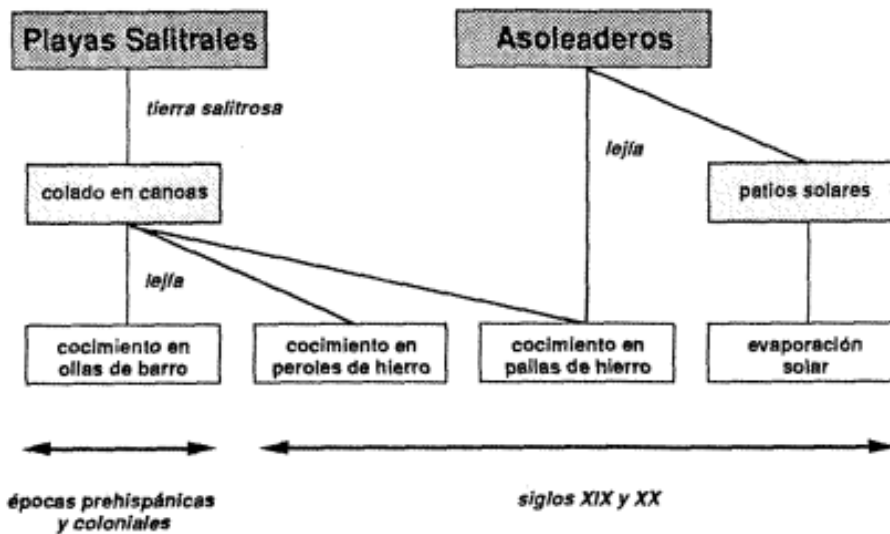 Playas Salitrales
Asoleaderos
tierra salitrosa
lejía
colado en canoas
patios solares
lejía
cocimiento en
ollas de barro
cocimiento en
peroles de hierro
cocimiento en
pailas de hierro
evaporación
solar
épocas prehispánicas
y coloniales
siglos XIX y XX